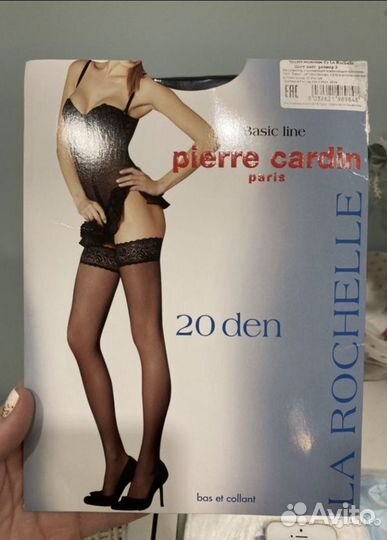 Basic line
pierre cardin
paris
LA ROCHELLE
20 den
bas et collant
EAC
Avito